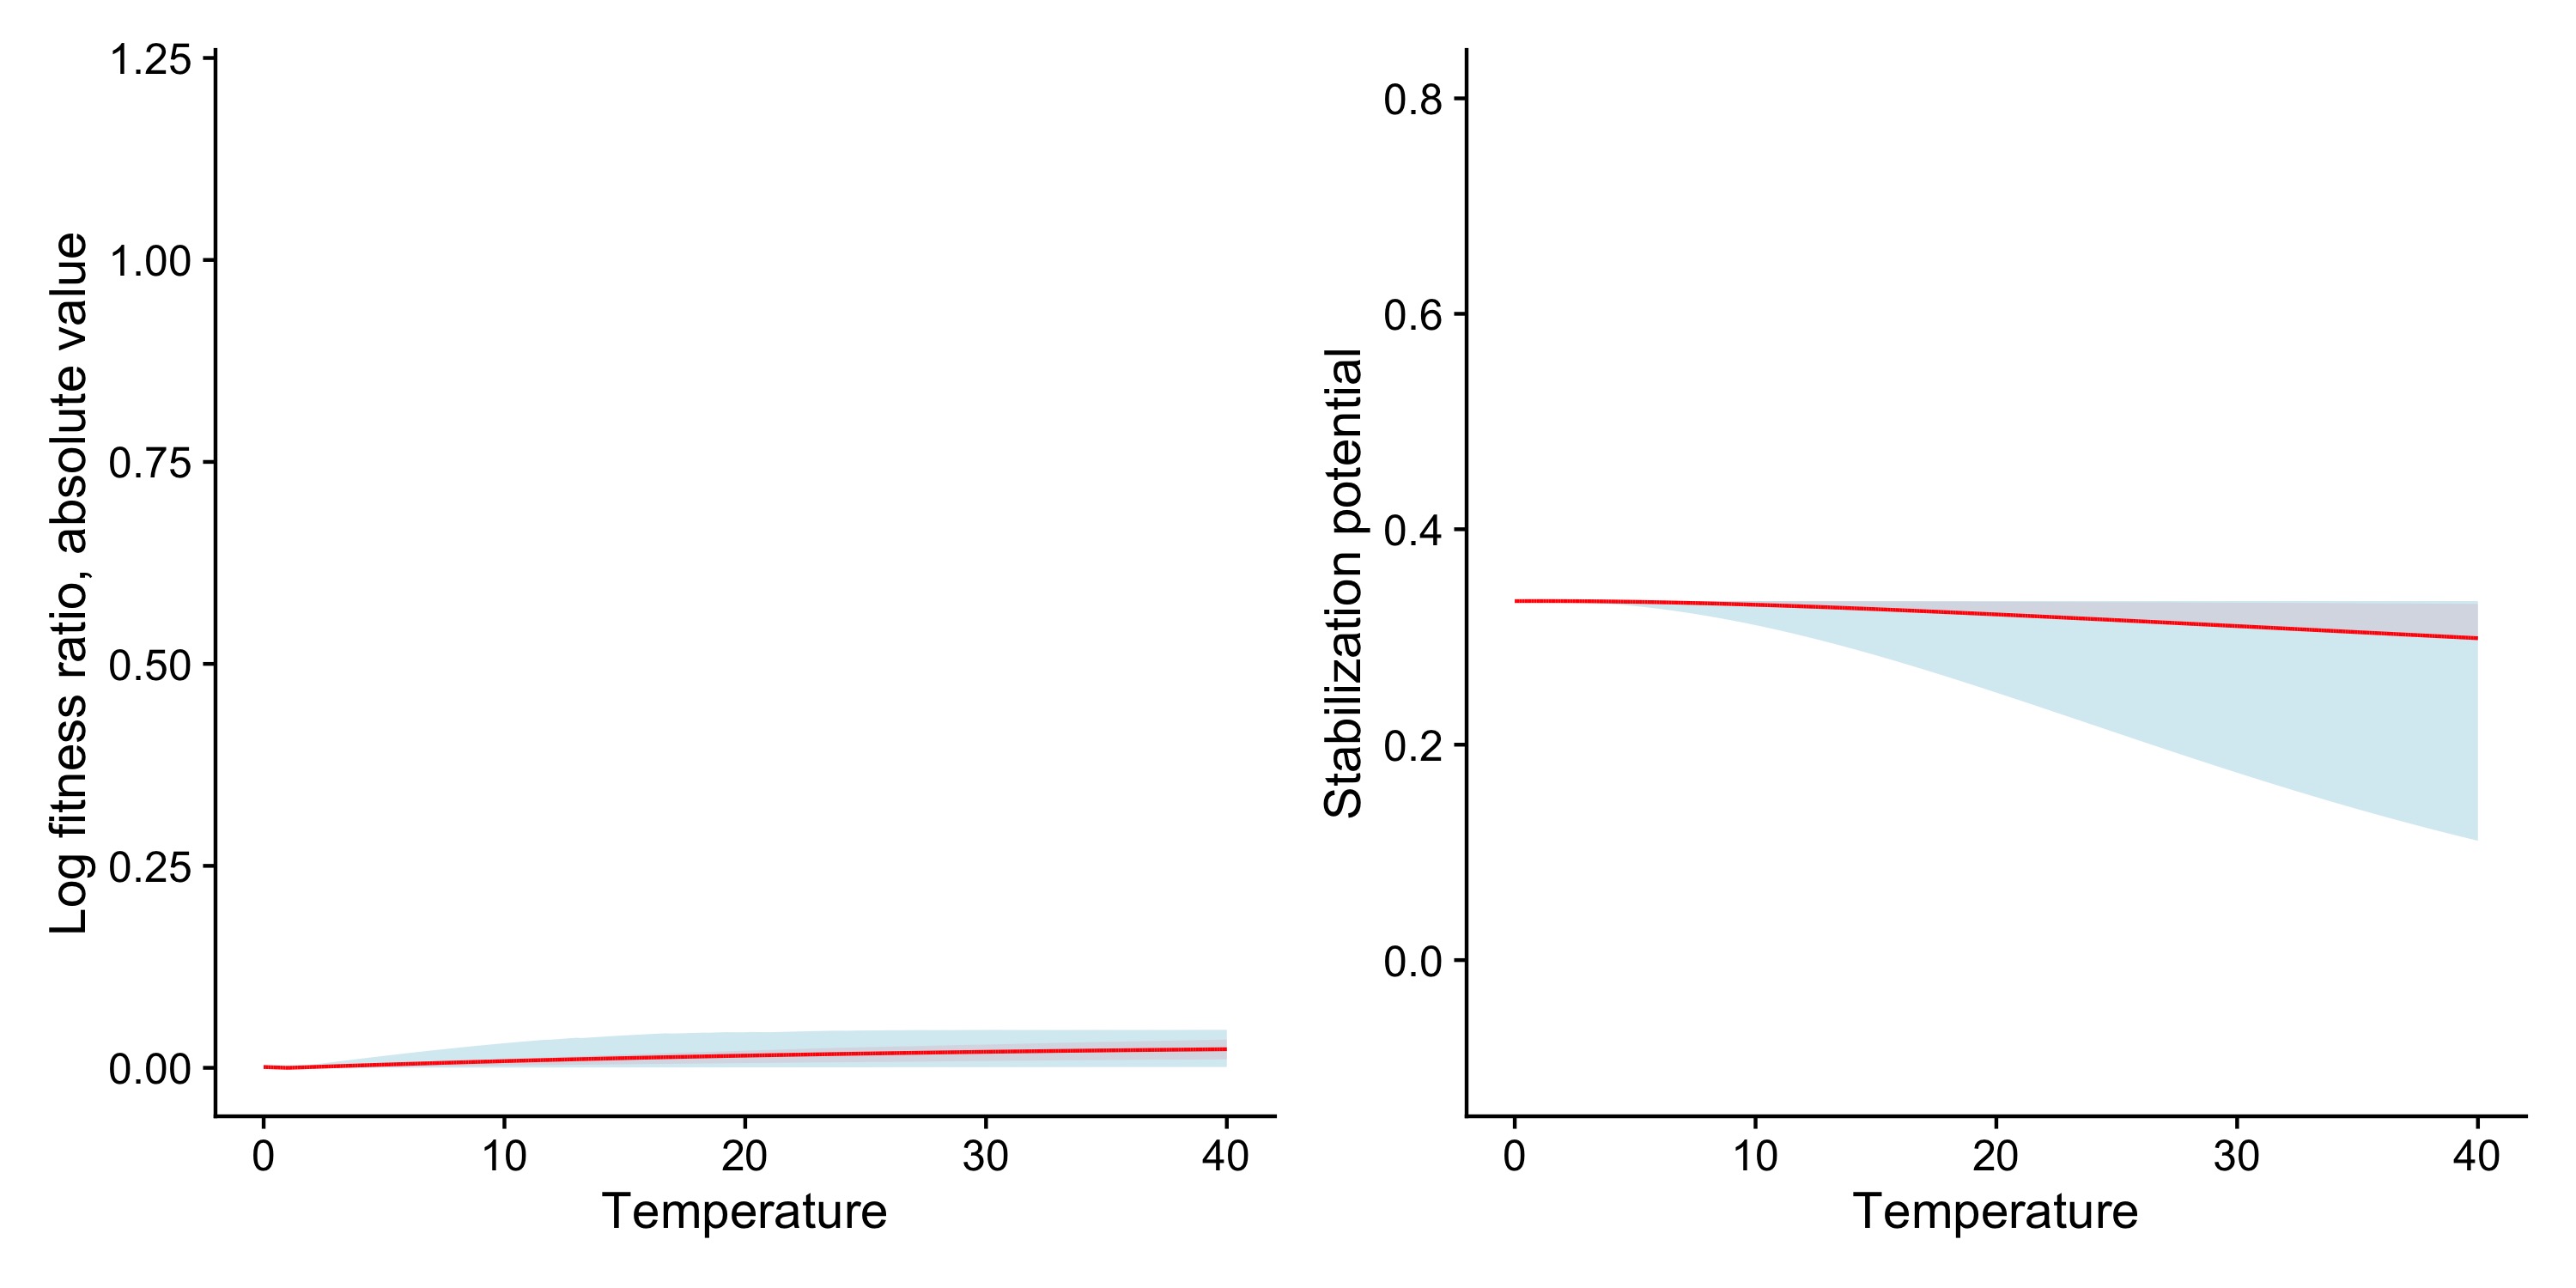 Log fitness ratio, absolute value
1.25
1.00
0.75
0.50
0.25
0.00
0 10 20 30 40
Temperature
Stabilization potential
0.8
0.6
0.4
0.2
0.0
0 10 20 30 40
Temperature